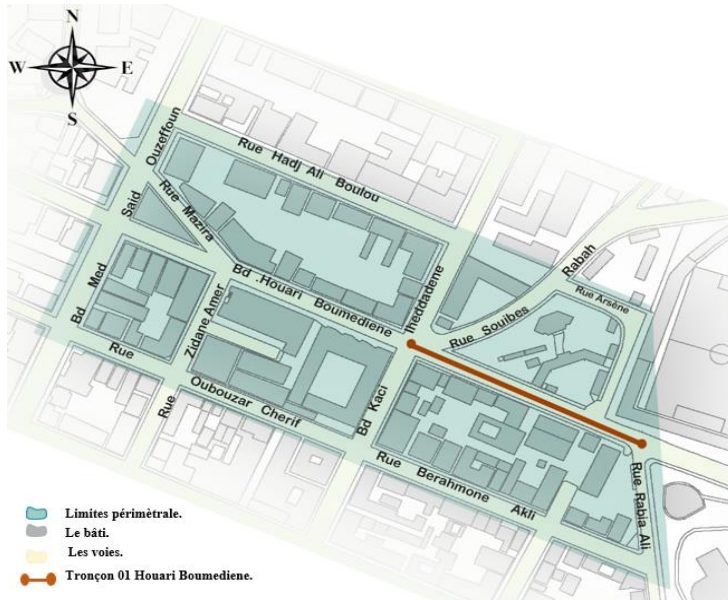 N
W E
S
Bd Med Said Ouzeffoun
Rue Hadj Ali Boulou
Rue Mazira
Bd .Houari Boumediene
Bd Kaci Iheddadene
Rue Souibes Rabah
Rue Arsène
Rue Zidane Amer
Rue Oubouzar Cherif
Rue Berahmone Akli
Rue Rabia Ali
Limites périmètrale.
Le bâti.
Les voies.
Tronçon 01 Houari Boumediene.